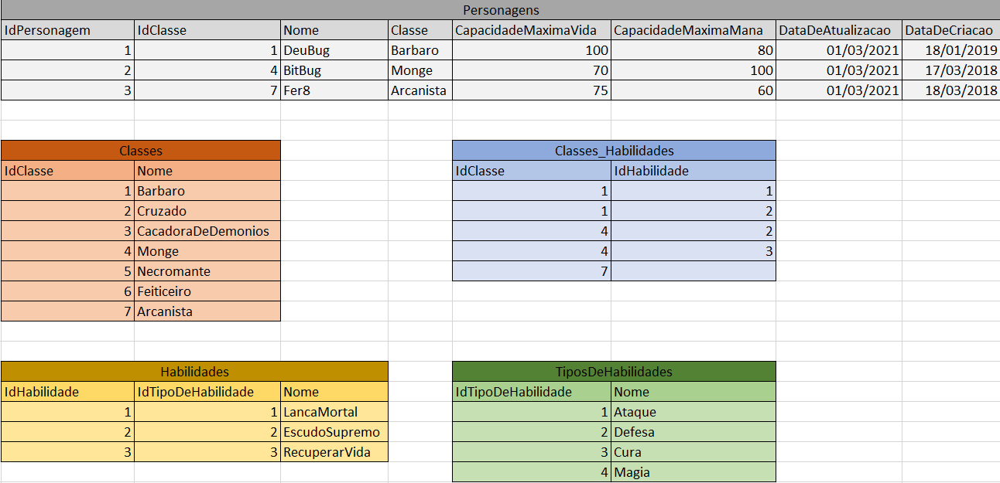 Personagens
IdPersonagem IdClasse Nome Classe CapacidadeMaximaVida CapacidadeMaximaMana DataDeAtualizacao DataDeCriacao
1 1 DeuBug Barbaro 100 80 01/03/2021 18/01/2019
2 4 BitBug Monge 70 100 01/03/2021 17/03/2018
3 7 Fer8 Arcanista 75 60 01/03/2021 18/03/2018
Classes
IdClasse Nome
1 Barbaro
2 Cruzado
3 CacadoraDeDemonios
4 Monge
5 Necromante
6 Feiticeiro
7 Arcanista
Classes_Habilidades
IdClasse IdHabilidade
1 1
1 2
4 2
4 3
7
Habilidades
IdHabilidade IdTipoDeHabilidade Nome
1 1 LancaMortal
2 2 EscudoSupremo
3 3 RecuperarVida
TiposDeHabilidades
IdTipoDeHabilidade Nome
1 Ataque
2 Defesa
3 Cura
4 Magia